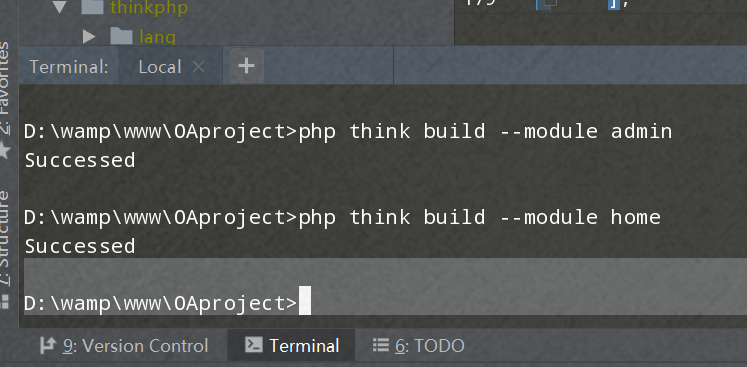 thinkphp
lang
Terminal: Local × +
D:\wamp\www\OAproject>php think build --module admin
Successed
D:\wamp\www\OAproject>php think build --module home
Successed
D:\wamp\www\OAproject>
2: Favorites
7: Structure
9: Version Control Terminal 6: TODO